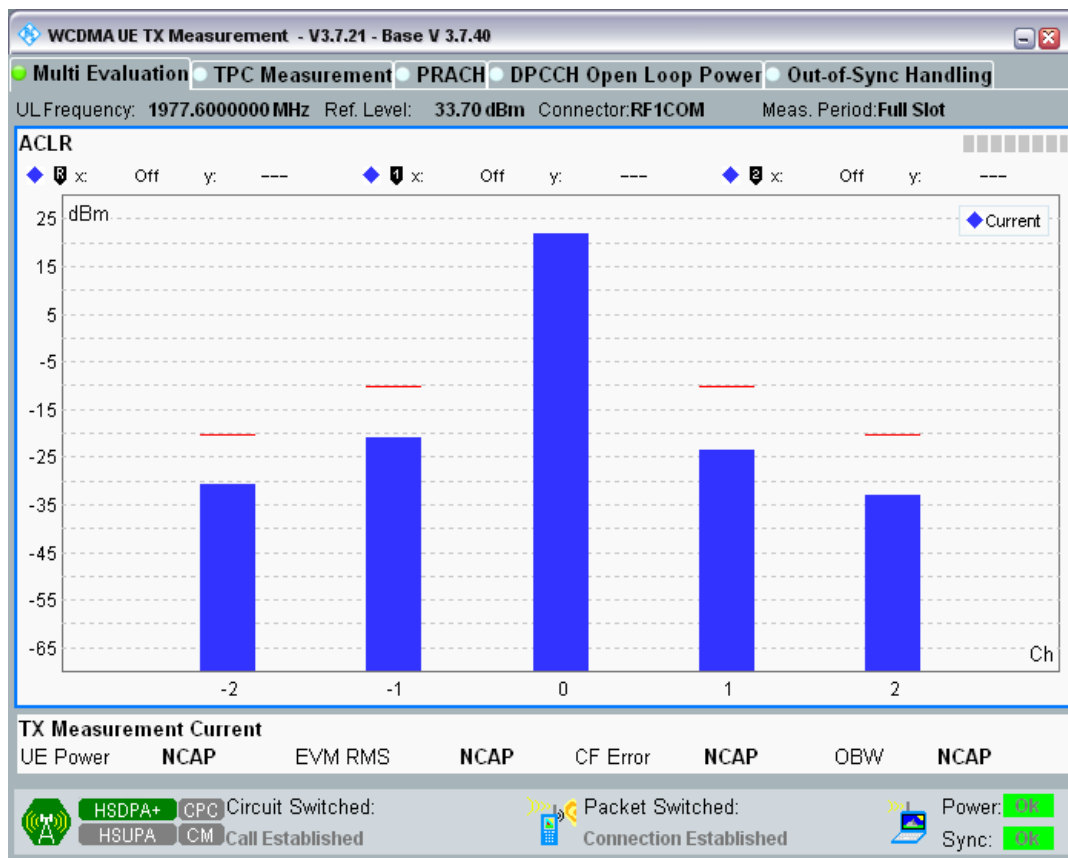 WCDMA UE TX Measurement - V3.7.21 - Base V 3.7.40
Multi Evaluation TPC Measurement PRACH DPCCH Open Loop Power Out-of-Sync Handling
UL Frequency: 1977.6000000 MHz Ref. Level: 33.70 dBm Connector:RF1COM Meas. Period:Full Slot
ACLR
R x: Off y: --- 1 x: Off y: --- 2 x: Off y: ---
dBm
Current
25
15
5
-5
-15
-25
-35
-45
-55
-65
Ch
-2 -1 0 1 2
TX Measurement Current
UE Power NCAP EVM RMS NCAP CF Error NCAP OBW NCAP
HSDPA+ CPC Circuit Switched: Packet Switched: Power: OK
HSUPA CM Call Established Connection Established Sync: OK